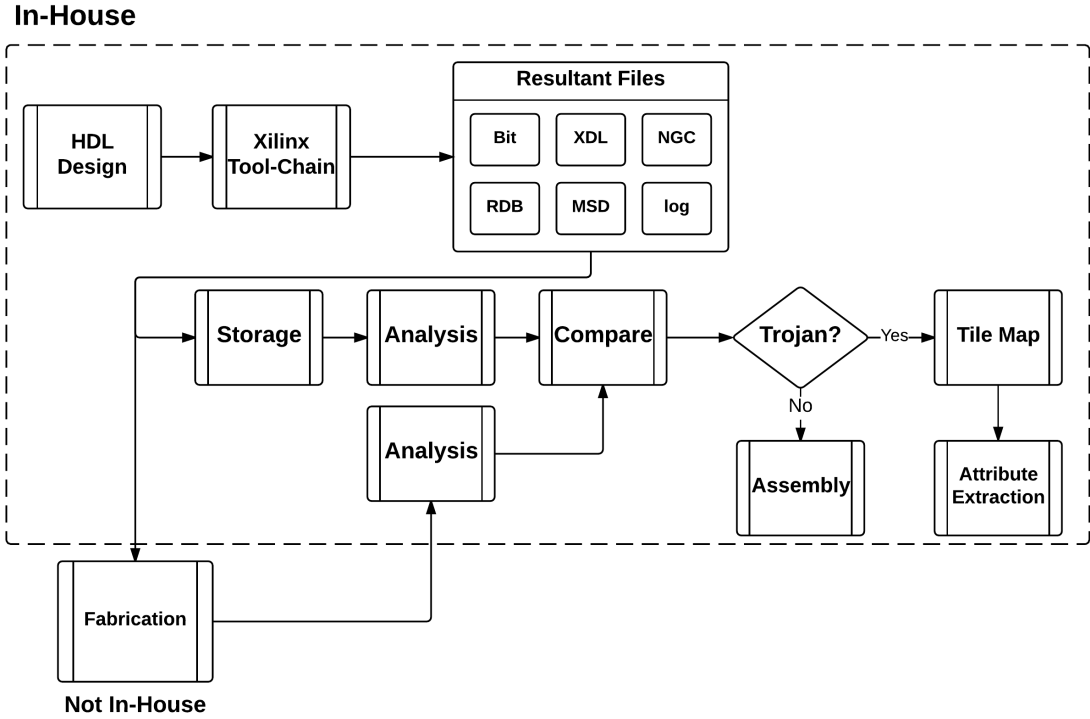 In-House
HDL
Design
Xilinx
Tool-Chain
Resultant Files
Bit
XDL
NGC
RDB
MSD
log
Storage
Analysis
Compare
Trojan?
Yes
Tile Map
No
Analysis
Assembly
Attribute
Extraction
Fabrication
Not In-House